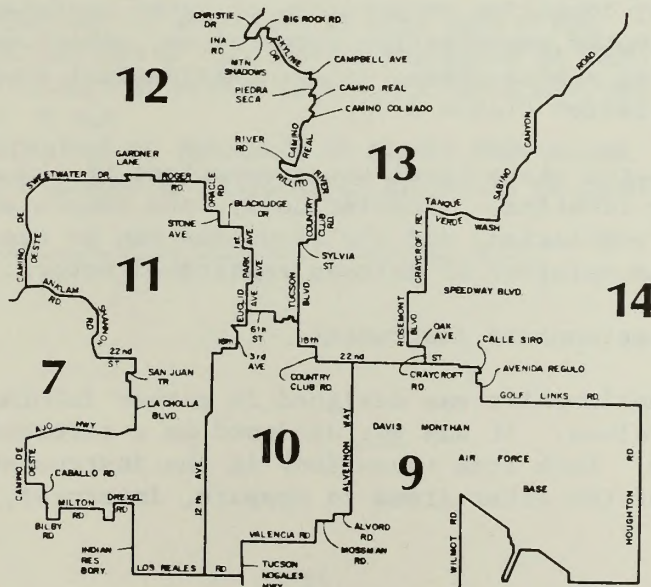 CHRISTIE
DR
BIG ROCK RD
INA
RD
MTN
SHADOWS
SKYLINE
DR
CAMPBELL AVE
PIEDRA
SECA
CAMINO REAL
CAMINO COLMADO
12
RIVER RD
CAMINO
REAL
13
SABINO
CANYON
ROAD
GARDNER
LANE
SWEETWATER DR
ROGER
RD
ORACLE
RD
RILLITO
RIVER
BLACKLIDGE DR
STONE
AVE
COUNTRY
CLUB RD.
TANQUE
VERDE
WASH
CAMINO DE
OESTE
11
1st
AVE
PARK AVE
SYLVIA
ST
CRAYCROFT RD
ANKLAM
RD
EUCLID
AVE
TUCSON
BLVD.
SPEEDWAY BLVD.
14
SHANNON
RD
6th
ST
ROSEMONT
BLVD
OAK
AVE
CALLE SIRO
7
22nd
ST
18th
3rd
AVE
18th
22nd
ST
SAN JUAN
TR
COUNTRY
CLUB RD
CRAYCROFT
RD
AVENIDA REGULO
LA CHOLLA
BLVD.
GOLF LINKS RD
AJO HWY
10
ALVERNON WAY
DAVIS MONTHAN
9
AIR FORCE
BASE
HOUGHTON RD
CAMINO DE
OESTE
CABALLO RD
12th AVE
MILTON
RD
DREXEL
RD
BILBY
RD
VALENCIA RD
ALVORD RD
MOSSMAN
RD.
WILMOT RD
INDIAN
RES
BDRY.
LOS REALES RD
TUCSON
NOGALES
HWY